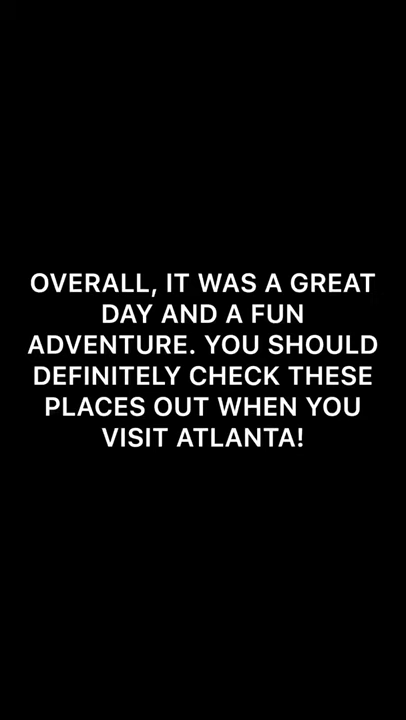 OVERALL, IT WAS A GREAT
DAY AND A FUN
ADVENTURE. YOU SHOULD
DEFINITELY CHECK THESE
PLACES OUT WHEN YOU
VISIT ATLANTA!